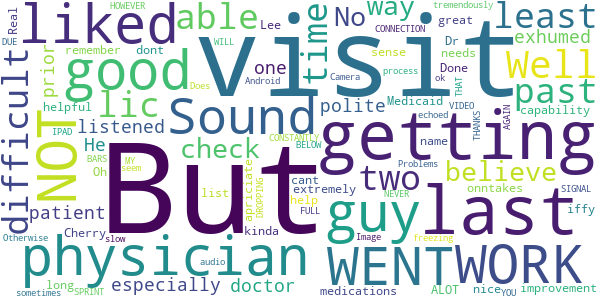 HOWEVER
tremendously
Real
DUE
liked
able
Lee
way
No
great
least
remember
dont
one
CONNECTION
exhumed
visit
time
sense
Dr
needs
well
good
prior
Done
ok
Does
WILL
Android
Camera
process
THAT
difficult
NOT
helpful
IPAD
lic
Sound
polite
Medicaid
VIDEO
past
listened
echoed
THANKS
AGAIN
capability
He
But
check
CONSTANTLY
BELOW
name
getting
BARS
MY
seem
Oh
cant
two
believe
Problems
list
apriciate
DROPPING
extremely
NEVER
onntakes
SIGNAL
patient
help
guy
last
iffy
Otherwise
Cherry
slow
FULL
kinda
Image
freezing
physician
audio
WENT
WORK
long
sometimes
SPRINT
especially
doctor
medications
ALOT
nice
YOU
improvement